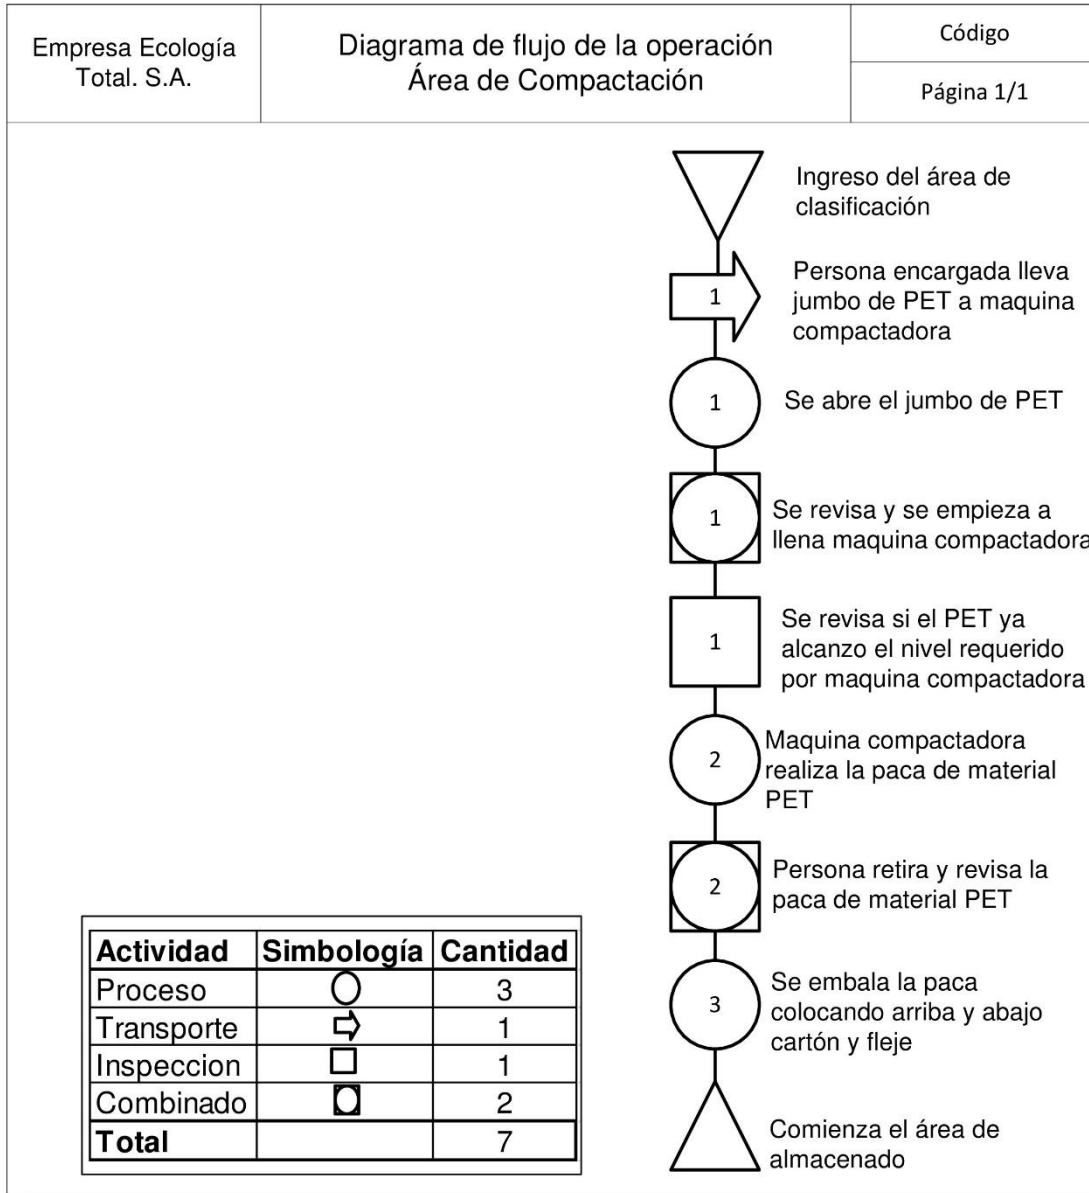 Empresa Ecología
Total. S.A.
Diagrama de flujo de la operación
Área de Compactación
Código
Página 1/1
Ingreso del área de
clasificación
1
Persona encargada lleva
jumbo de PET a maquina
compactadora
1
Se abre el jumbo de PET
1
Se revisa y se empieza a
llena maquina compactadora
1
Se revisa si el PET ya
alcanzo el nivel requerido
por maquina compactadora
2
Maquina compactadora
realiza la paca de material
PET
2
Persona retira y revisa la
paca de material PET
3
Se embala la paca
colocando arriba y abajo
cartón y fleje
Comienza el área de
almacenado
Actividad Simbología Cantidad
Proceso 3
Transporte 1
Inspeccion 1
Combinado 2
Total 7